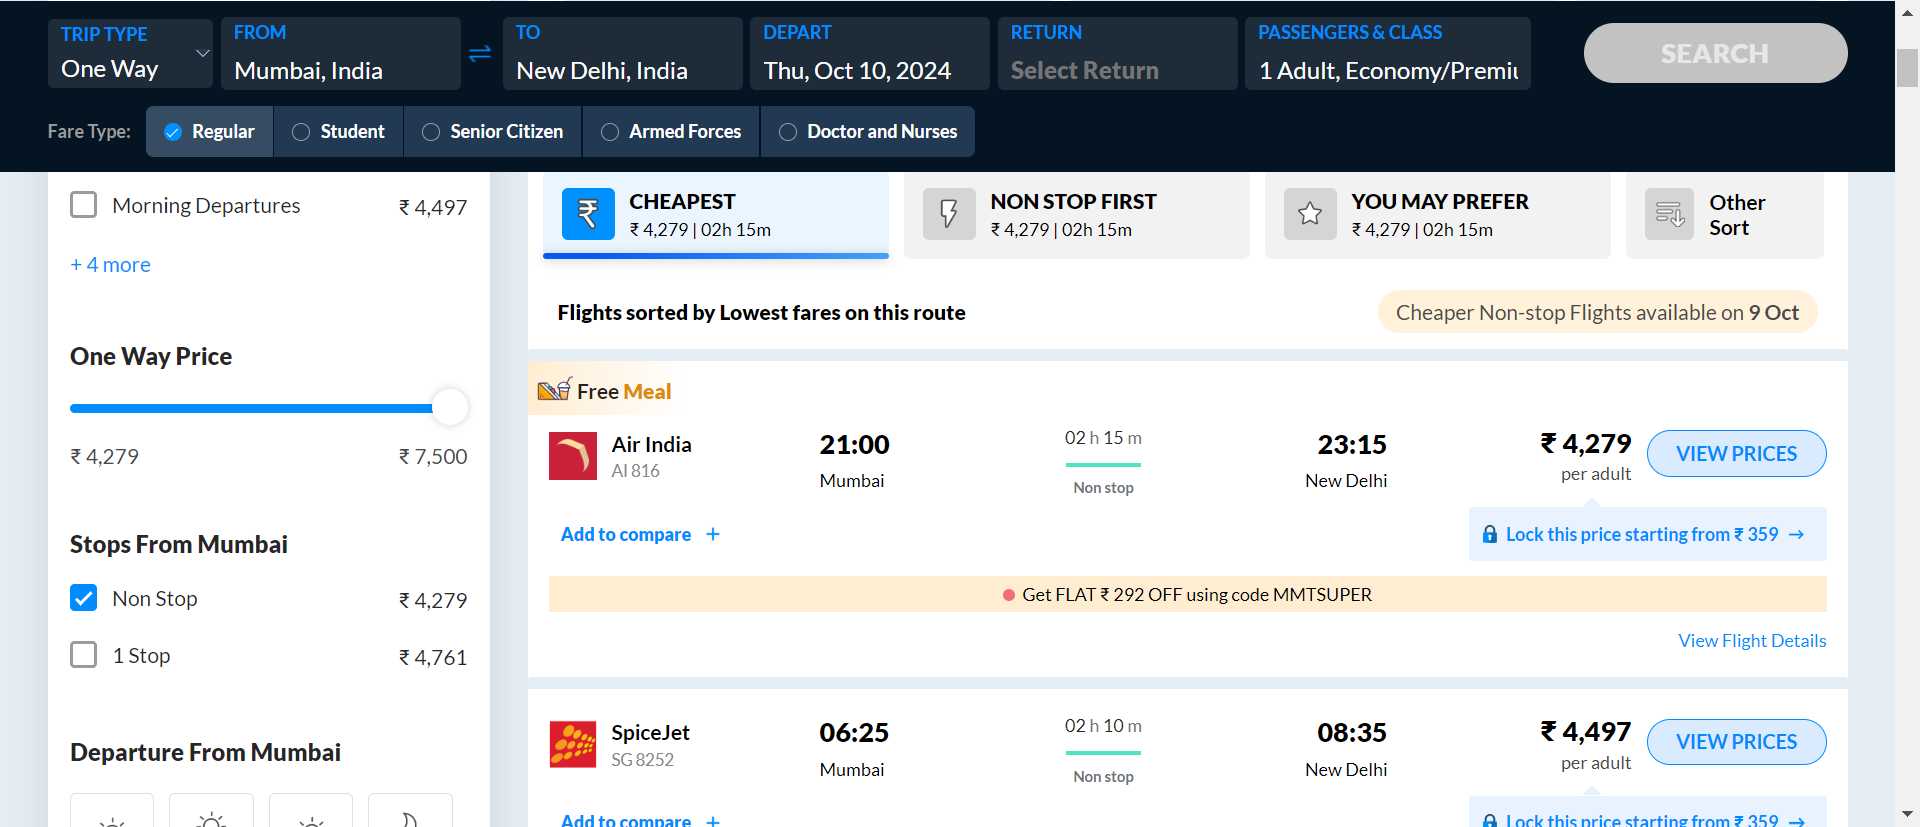 TRIP TYPE
One Way
FROM
Mumbai, India
TO
New Delhi, India
DEPART
Thu, Oct 10, 2024
RETURN
Select Return
PASSENGERS & CLASS
1 Adult, Economy/Premiu
SEARCH
Fare Type:
Regular
Student
Senior Citizen
Armed Forces
Doctor and Nurses
Morning Departures ₹ 4,497
+ 4 more
One Way Price
₹ 4,279 ₹ 7,500
Stops From Mumbai
Non Stop ₹ 4,279
1 Stop ₹ 4,761
Departure From Mumbai
CHEAPEST
₹ 4,279 | 02h 15m
NON STOP FIRST
₹ 4,279 | 02h 15m
YOU MAY PREFER
₹ 4,279 | 02h 15m
Other
Sort
Flights sorted by Lowest fares on this route
Cheaper Non-stop Flights available on 9 Oct
Free Meal
Air India
AI 816
21:00
Mumbai
02 h 15 m
Non stop
23:15
New Delhi
₹ 4,279
per adult
VIEW PRICES
Add to compare +
Lock this price starting from ₹ 359 →
Get FLAT ₹ 292 OFF using code MMTSUPER
View Flight Details
SpiceJet
SG 8252
06:25
Mumbai
02 h 10 m
Non stop
08:35
New Delhi
₹ 4,497
per adult
VIEW PRICES
Add to compare +
Lock this price starting from ₹ 359 →